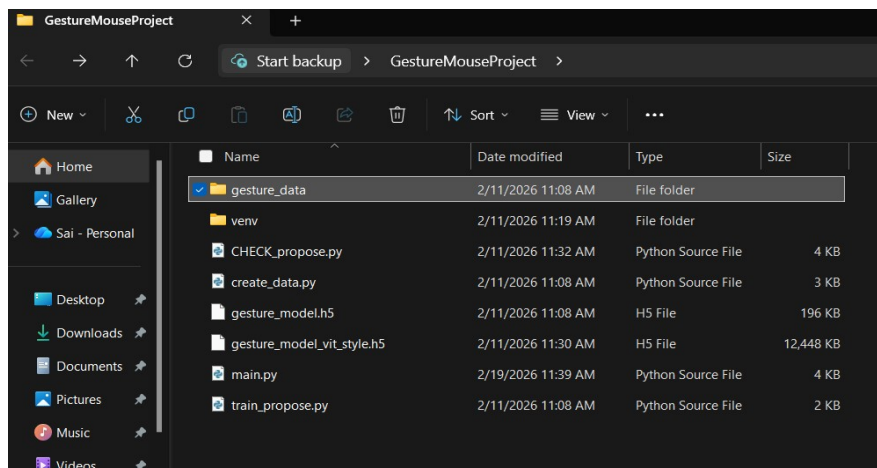 GestureMouseProject
Start backup > GestureMouseProject >
New Sort View
Home
Gallery
Sai - Personal
Desktop
Downloads
Documents
Pictures
Music
Videos
Name Date modified Type Size
gesture_data 2/11/2026 11:08 AM File folder
venv 2/11/2026 11:19 AM File folder
CHECK_propose.py 2/11/2026 11:32 AM Python Source File 4 KB
create_data.py 2/11/2026 11:08 AM Python Source File 3 KB
gesture_model.h5 2/11/2026 11:08 AM H5 File 196 KB
gesture_model_vit_style.h5 2/11/2026 11:30 AM H5 File 12,448 KB
main.py 2/19/2026 11:39 AM Python Source File 4 KB
train_propose.py 2/11/2026 11:08 AM Python Source File 2 KB